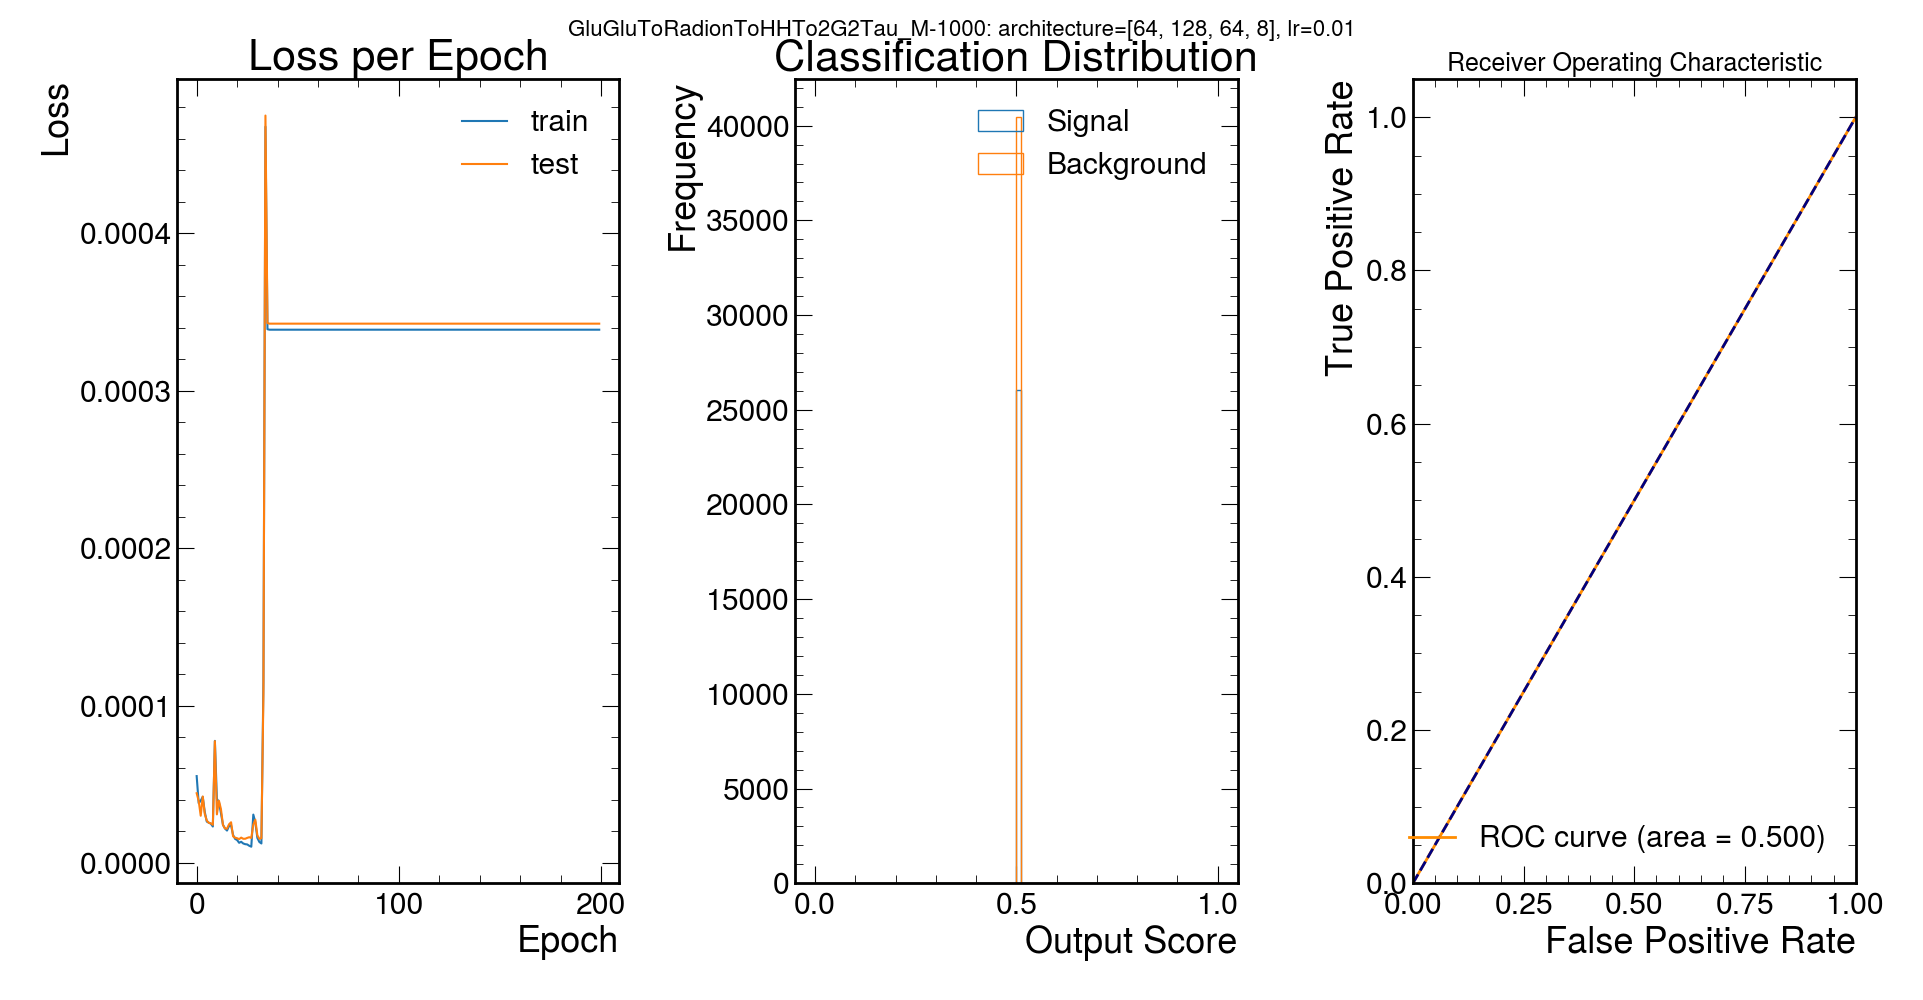 GluGluToRadionToHHTo2G2Tau_M-1000: architecture=[64, 128, 64, 8], lr=0.01
Loss per Epoch
Loss
train
test
0.0004
0.0003
0.0002
0.0001
0.0000
0
100
200
Epoch
Classification Distribution
Frequency
Signal
Background
40000
35000
30000
25000
20000
15000
10000
5000
0
0.0
0.5
1.0
Output Score
Receiver Operating Characteristic
True Positive Rate
1.0
0.8
0.6
0.4
0.2
0.0
ROC curve (area = 0.500)
0.00
0.25
0.50
0.75
1.00
False Positive Rate